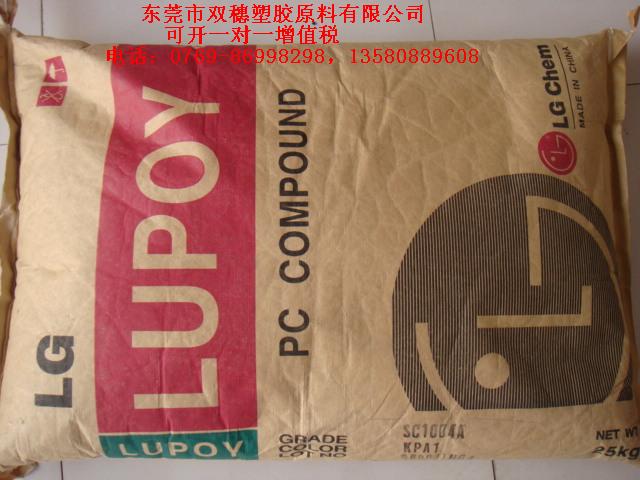 东莞市双穗塑胶原料有限公司
可开一对一增值税
电话：0769-86998298，13580889608
LG
LUPOY
LUPOY
PC COMPOUND
LG Chem
MADE IN CHINA
GRADE SC1004A
COLOR KPA1
LOT NO
NET WT
25kg